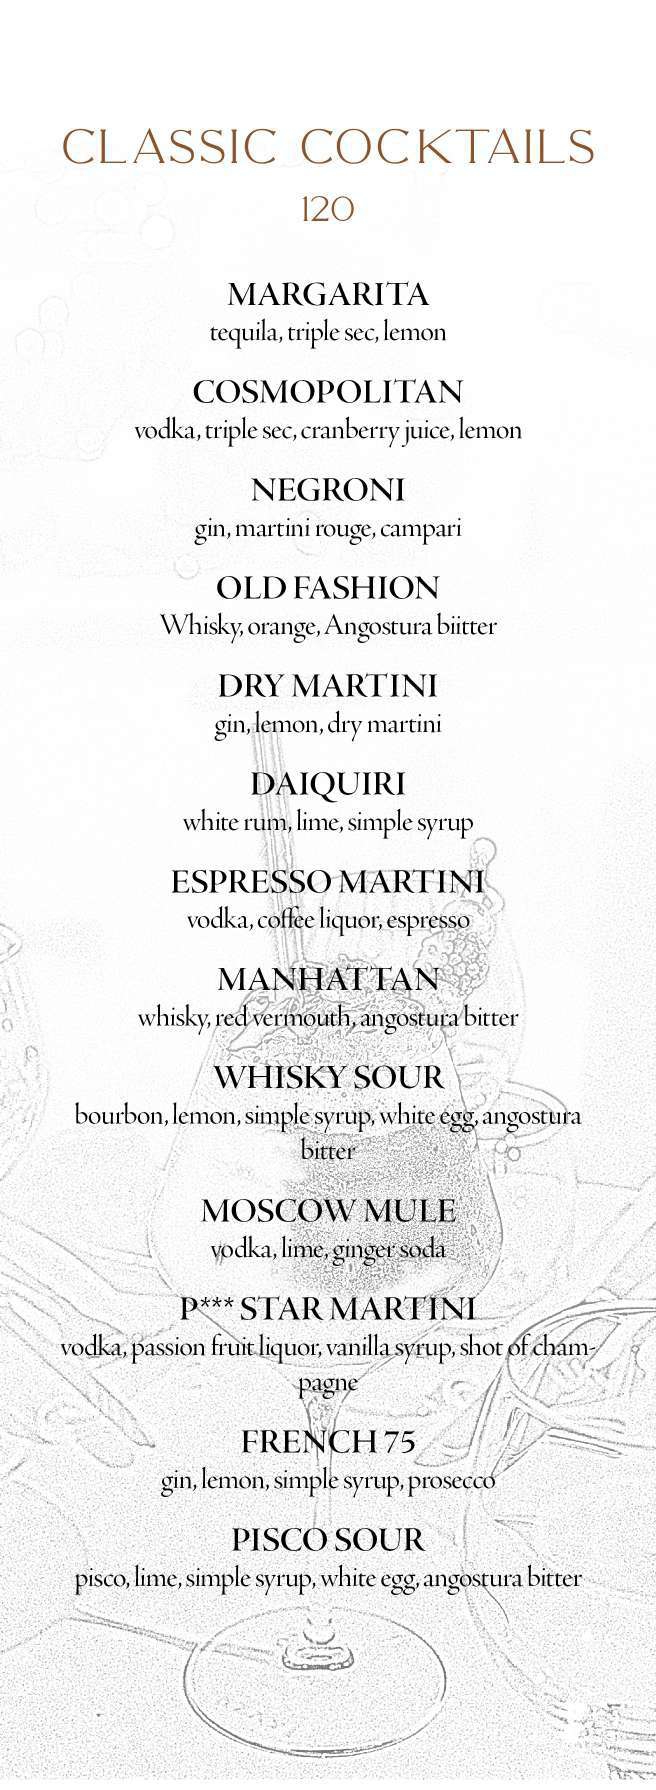 CLASSIC COCKTAILS
120
MARGARITA
tequila, triple sec, lemon
COSMOPOLITAN
vodka, triple sec, cranberry juice, lemon
NEGRONI
gin, martini rouge, campari
OLD FASHION
Whisky, orange, Angostura biitter
DRY MARTINI
gin, lemon, dry martini
DAIQUIRI
white rum, lime, simple syrup
ESPRESSO MARTINI
vodka, coffee liquor, espresso
MANHATTAN
whisky, red vermouth, angostura bitter
WHISKY SOUR
bourbon, lemon, simple syrup, white egg, angostura
bitter
MOSCOW MULE
vodka, lime, ginger soda
P*** STAR MARTINI
vodka, passion fruit liquor, vanilla syrup, shot of cham-
pagne
FRENCH 75
gin, lemon, simple syrup, prosecco
PISCO SOUR
pisco, lime, simple syrup, white egg, angostura bitter